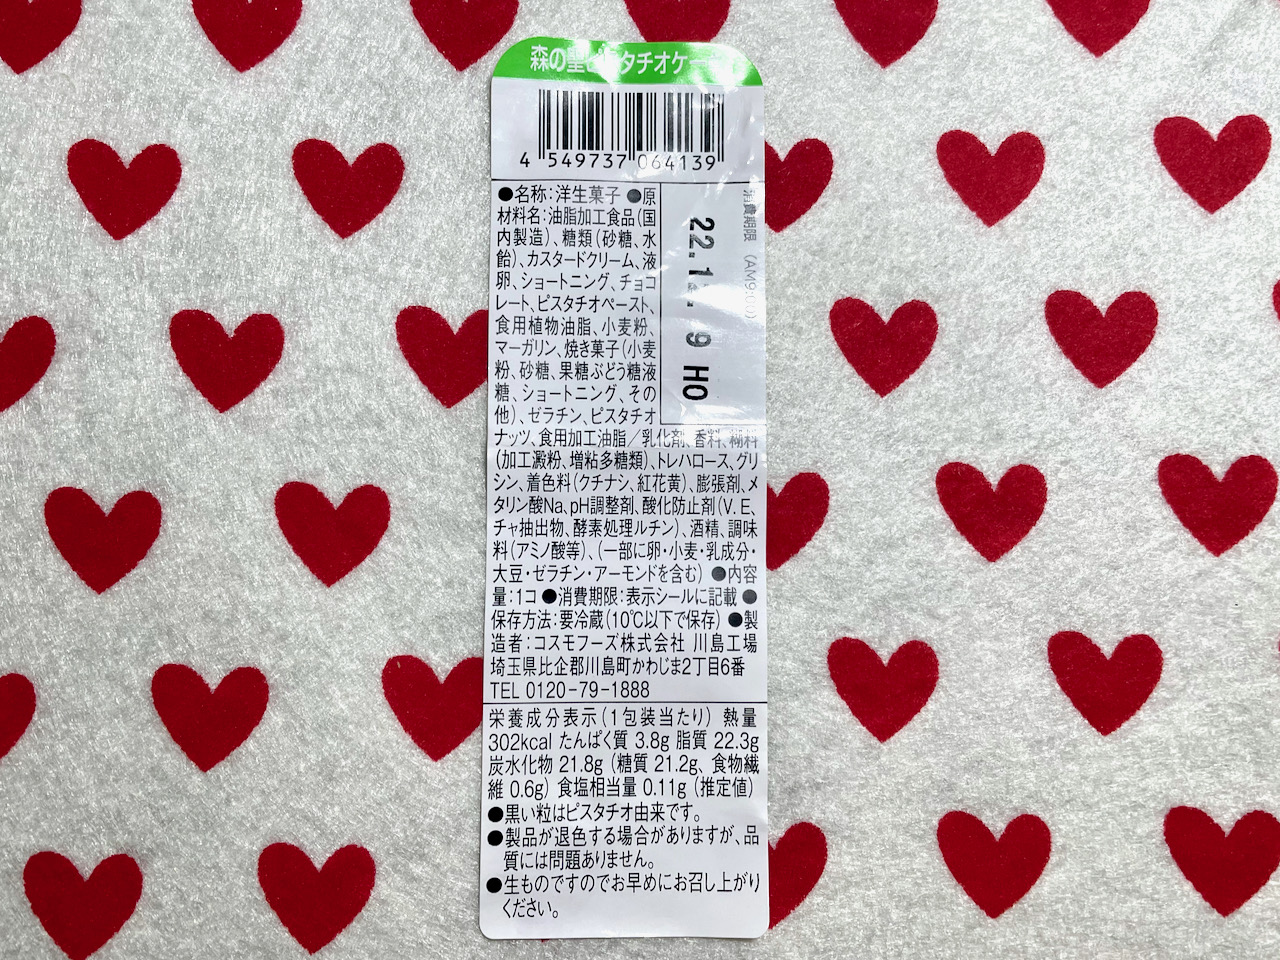 森の聖ピスタチオケーキ
4 549737 064139
●名称:洋生菓子 ●原
材料名:油脂加工食品(国
内製造)、糖類(砂糖、水
飴)、カスタードクリーム、液
卵、ショートニング、チョコ
レート、ピスタチオペースト、
食用植物油脂、小麦粉、
マーガリン、焼き菓子(小麦
粉、砂糖、果糖ぶどう糖液
糖、ショートニング、その
他)、ゼラチン、ピスタチオ
ナッツ、食用加工油脂/乳化剤、香料、糊料
(加工澱粉、増粘多糖類)、トレハロース、グリ
シン、着色料(クチナシ、紅花黄)、膨張剤、メ
タリン酸Na、pH調整剤、酸化防止剤(V.E、
チャ抽出物、酵素処理ルチン)、酒精、調味
料(アミノ酸等)、(一部に卵・小麦・乳成分・
大豆・ゼラチン・アーモンドを含む) ●内容
量:1コ ●消費期限:表示シールに記載 ●
保存方法:要冷蔵(10℃以下で保存) ●製
造者:コスモフーズ株式会社 川島工場
埼玉県比企郡川島町かわじま2丁目6番
TEL 0120-79-1888
消費期限 (AM9:00)
22.1 9 HO
栄養成分表示(1包装当たり) 熱量
302kcal たんぱく質 3.8g 脂質 22.3g
炭水化物 21.8g (糖質 21.2g、食物繊
維 0.6g) 食塩相当量 0.11g (推定値)
●黒い粒はピスタチオ由来です。
●製品が退色する場合がありますが、品
質には問題ありません。
●生ものですのでお早めにお召し上がり
ください。